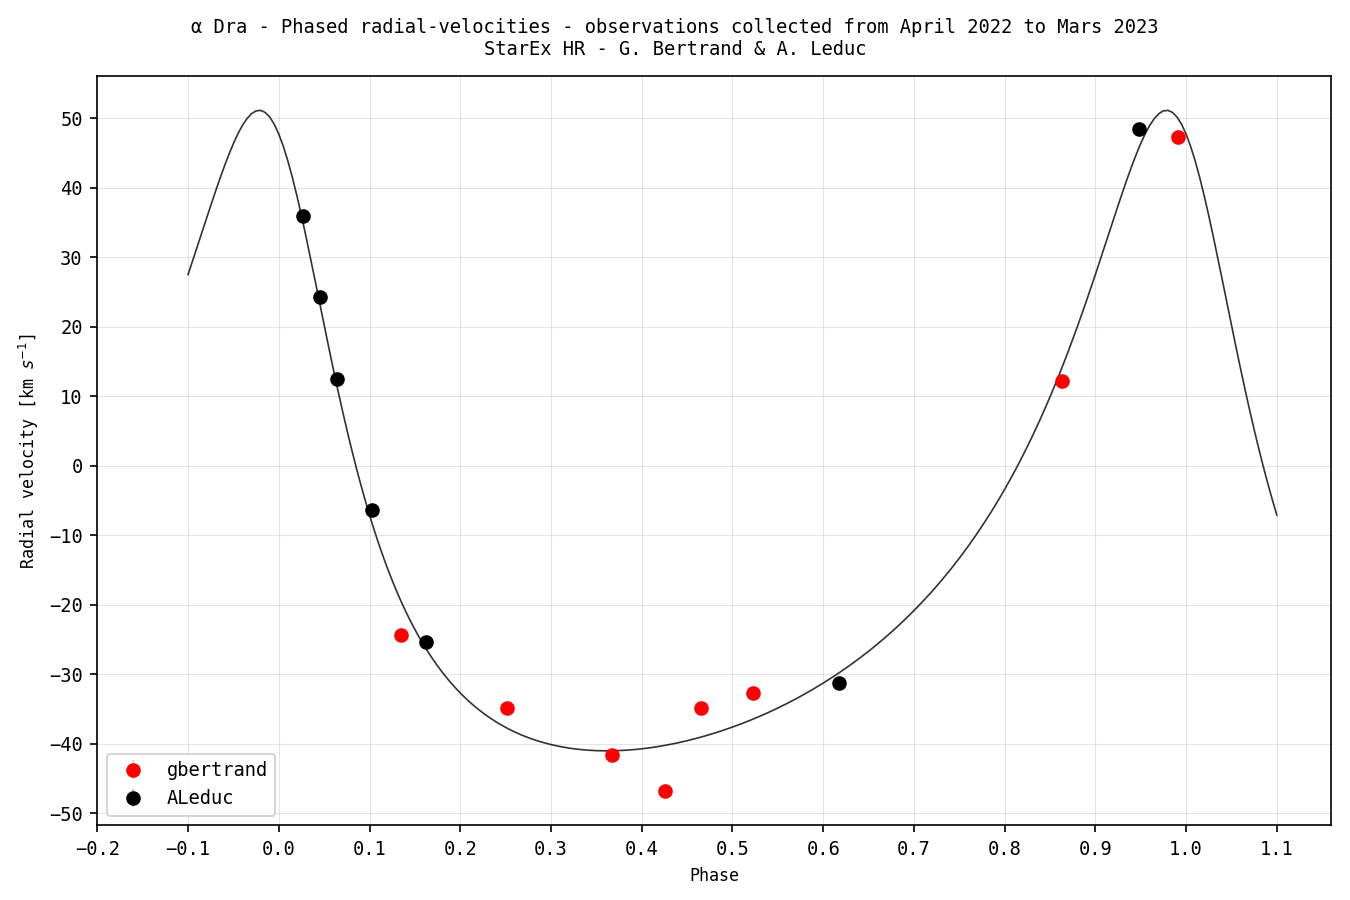 α Dra - Phased radial-velocities - observations collected from April 2022 to Mars 2023
StarEx HR - G. Bertrand & A. Leduc
Radial velocity [km s⁻¹]
50
40
30
20
10
0
−10
−20
−30
−40
−50
gbertrand
ALeduc
−0.2 −0.1 0.0 0.1 0.2 0.3 0.4 0.5 0.6 0.7 0.8 0.9 1.0 1.1
Phase